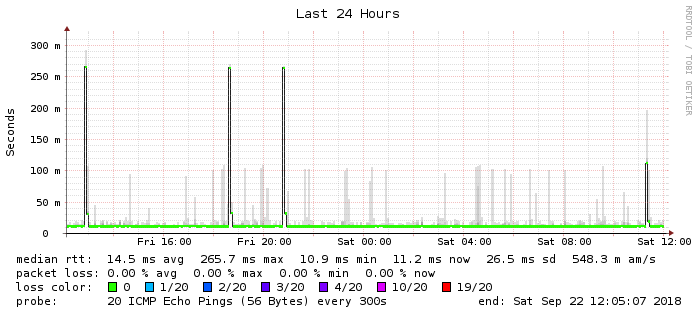 Last 24 Hours
RRDTOOL / TOBI OETIKER
Seconds
300 m
250 m
200 m
150 m
100 m
50 m
0
Fri 16:00 Fri 20:00 Sat 00:00 Sat 04:00 Sat 08:00 Sat 12:00
median rtt: 14.5 ms avg 265.7 ms max 10.9 ms min 11.2 ms now 26.5 ms sd 548.3 m am/s
packet loss: 0.00 % avg 0.00 % max 0.00 % min 0.00 % now
loss color: 0 1/20 2/20 3/20 4/20 10/20 19/20
probe: 20 ICMP Echo Pings (56 Bytes) every 300s end: Sat Sep 22 12:05:07 2018